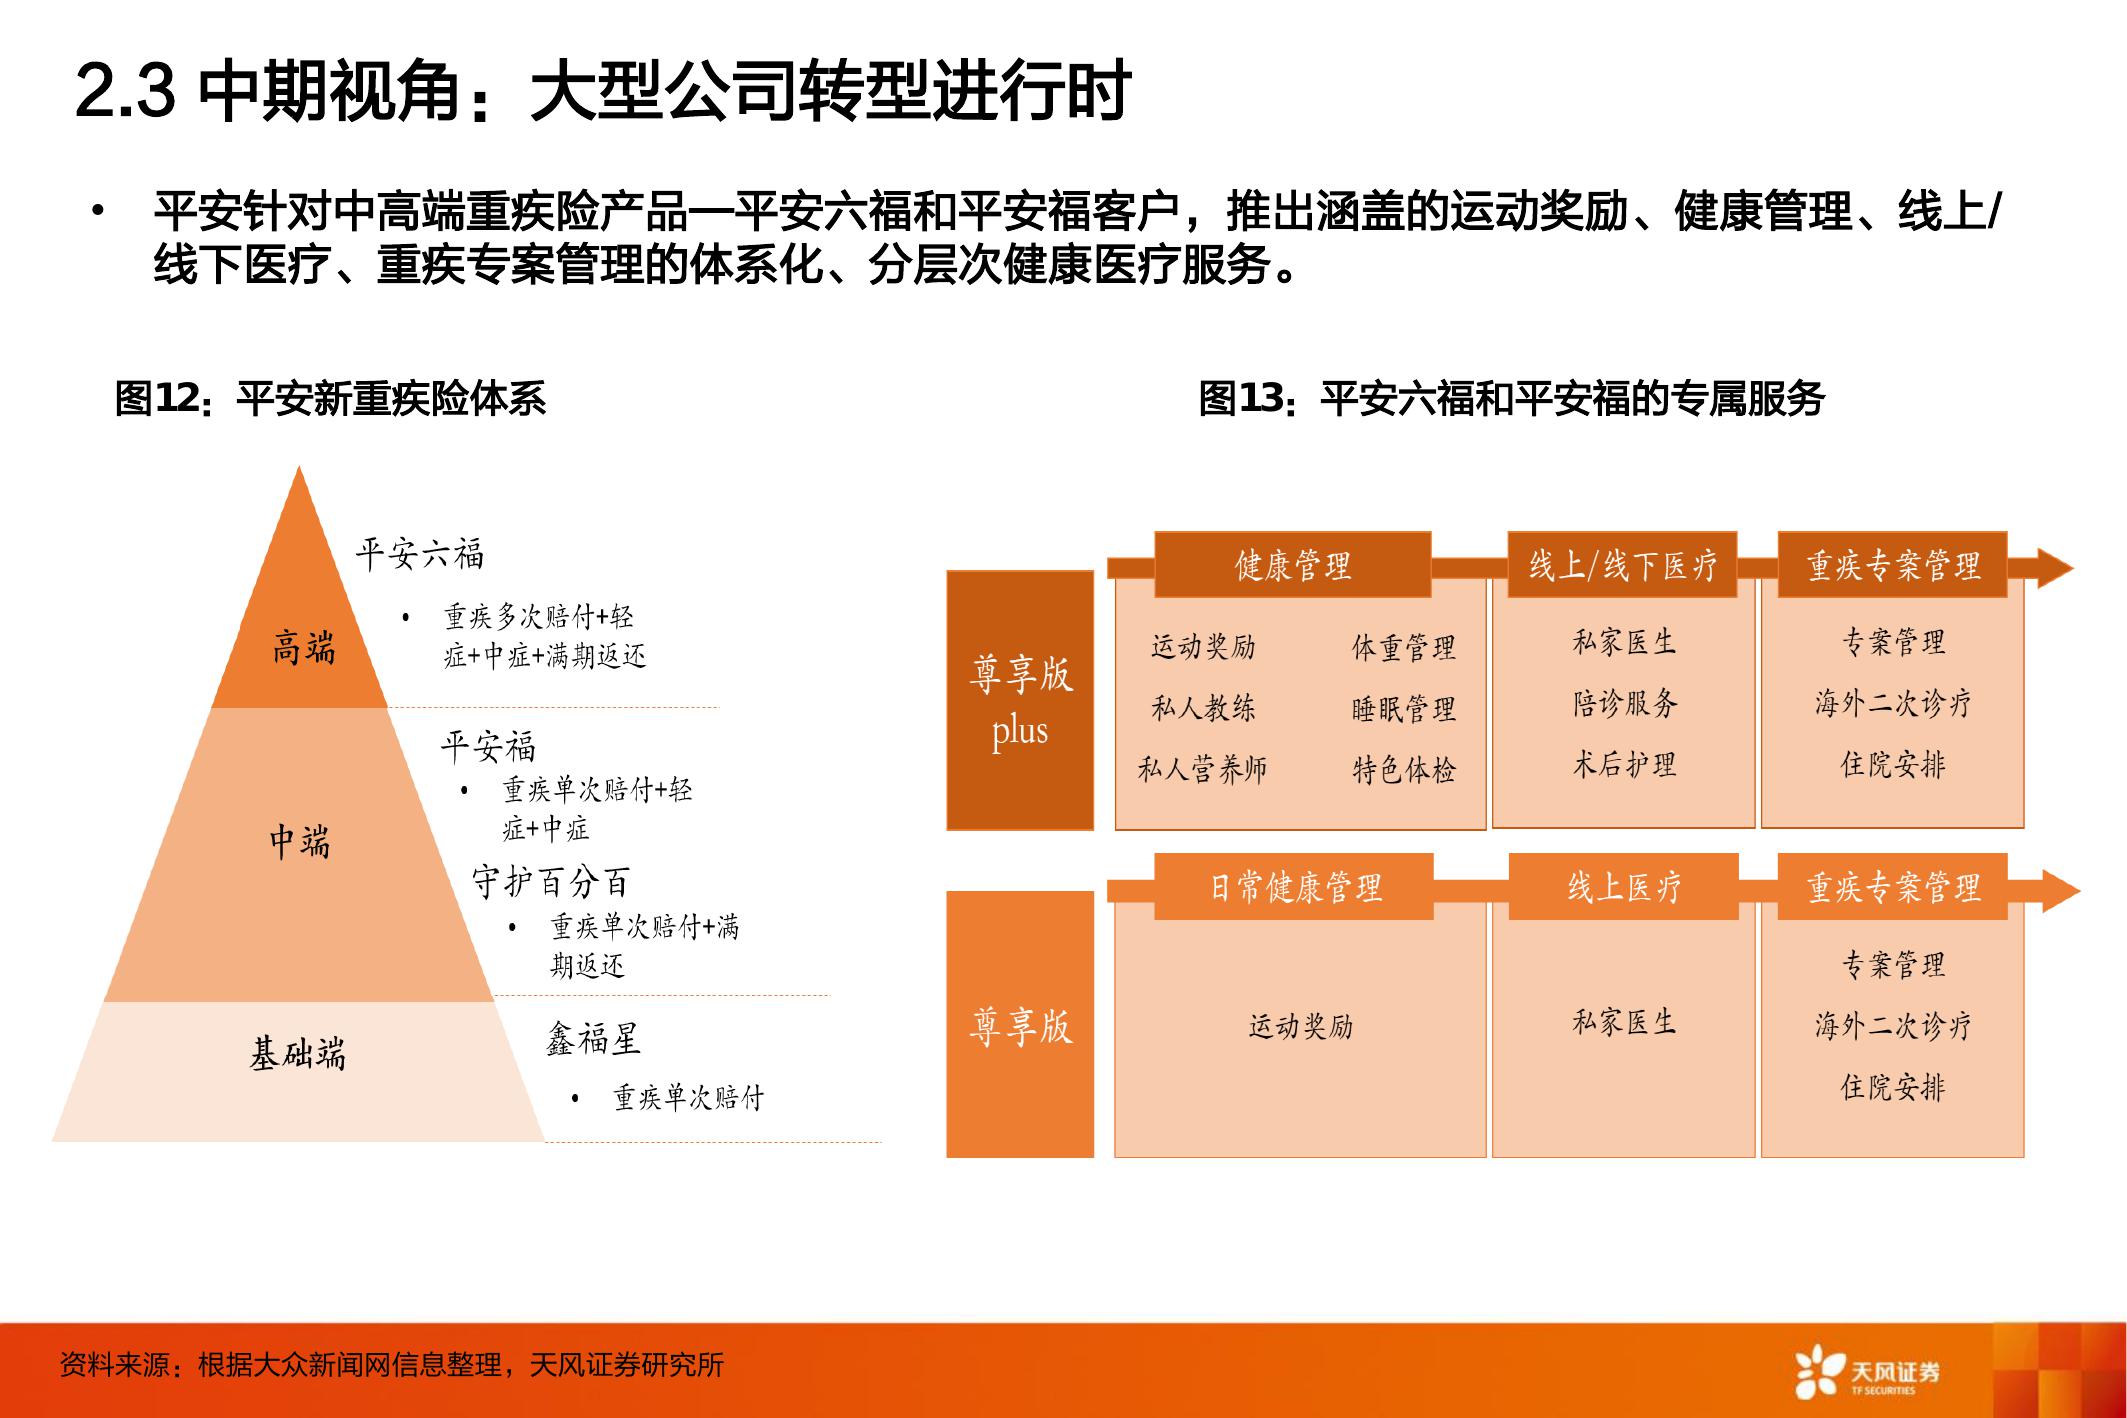 2.3 中期视角：大型公司转型进行时
• 平安针对中高端重疾险产品—平安六福和平安福客户，推出涵盖的运动奖励、健康管理、线上/
线下医疗、重疾专案管理的体系化、分层次健康医疗服务。
图12：平安新重疾险体系
高端
平安六福
• 重疾多次赔付+轻
症+中症+满期返还
中端
平安福
• 重疾单次赔付+轻
症+中症
守护百分百
• 重疾单次赔付+满
期返还
基础端
鑫福星
• 重疾单次赔付
图13：平安六福和平安福的专属服务
尊享版
plus
健康管理
运动奖励 体重管理
私人教练 睡眠管理
私人营养师 特色体检
线上/线下医疗
私家医生
陪诊服务
术后护理
重疾专案管理
专案管理
海外二次诊疗
住院安排
尊享版
日常健康管理
运动奖励
线上医疗
私家医生
重疾专案管理
专案管理
海外二次诊疗
住院安排
资料来源：根据大众新闻网信息整理，天风证券研究所
天风证券
TF SECURITIES